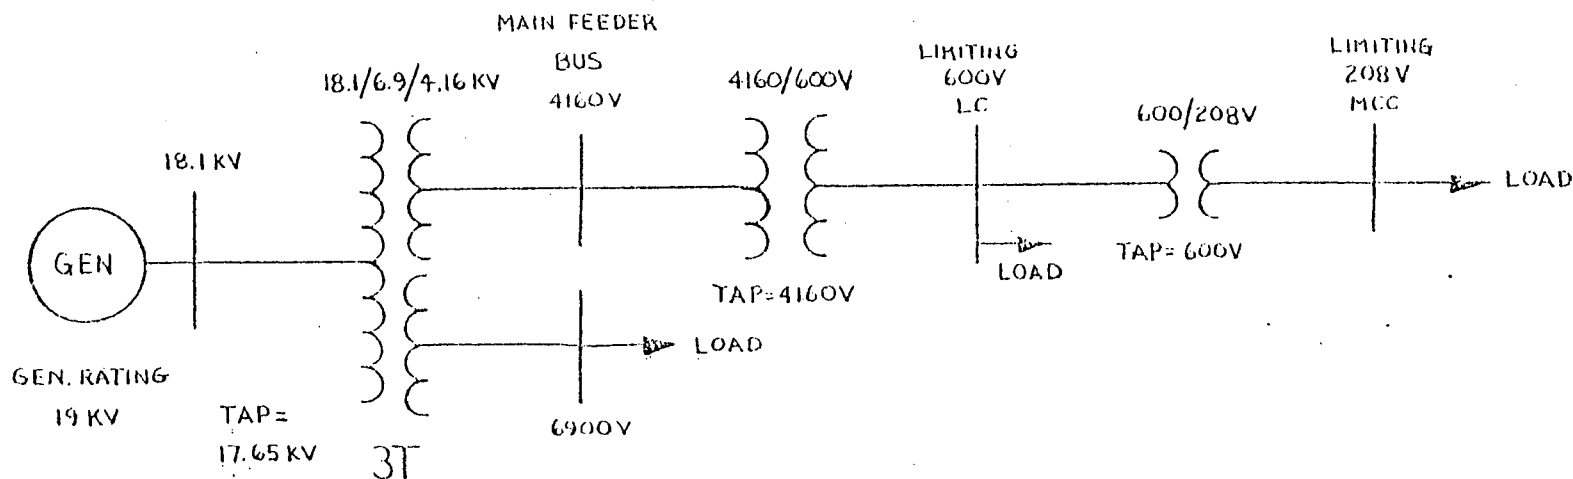 MAIN FEEDER
BUS
4160V
18.1/6.9/4.16 KV
4160/600V
LIMITING
600V
LC
LIMITING
208V
MCC
600/208V
18.1 KV
GEN
LOAD
LOAD
TAP=600V
TAP=4160V
LOAD
GEN. RATING
19 KV
TAP=
17.65 KV
3T
6900V